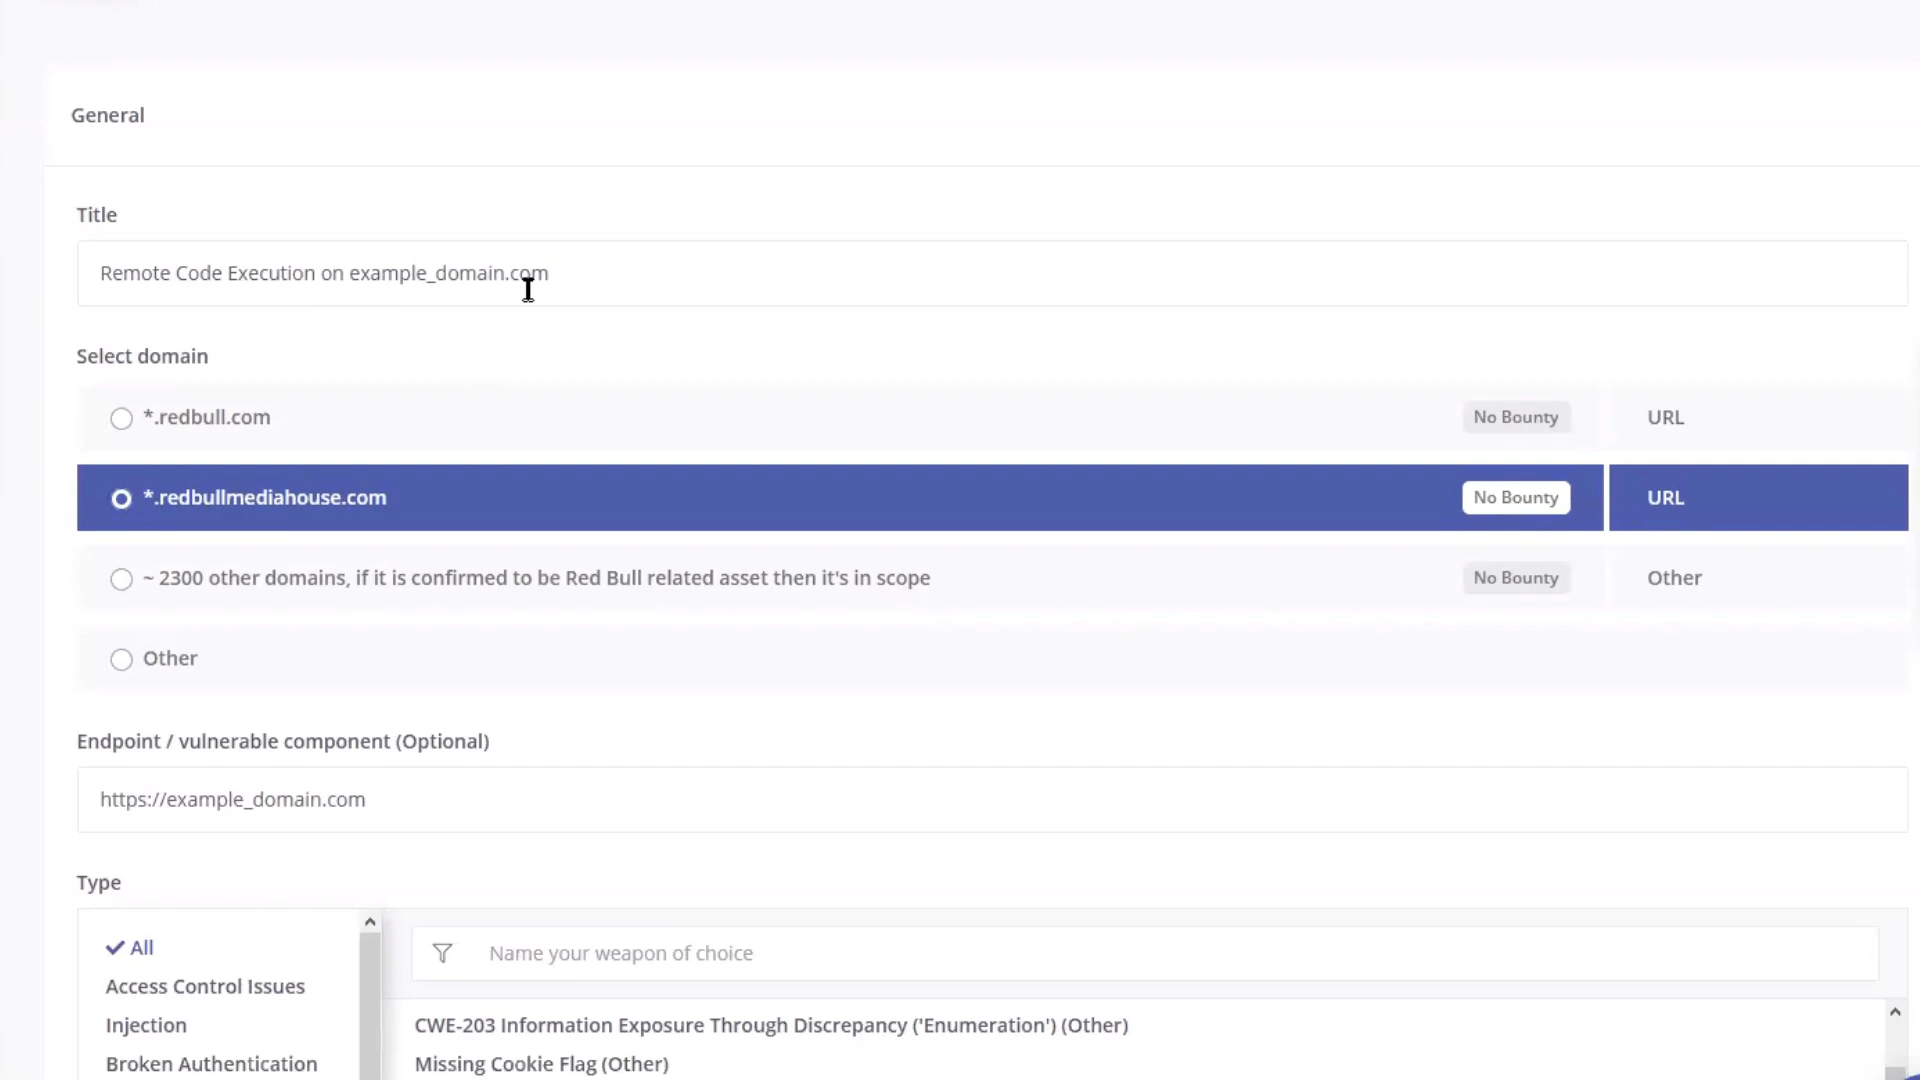 General
Title
Remote Code Execution on example_domain.com
Select domain
*.redbull.com No Bounty URL
*.redbullmediahouse.com No Bounty URL
~ 2300 other domains, if it is confirmed to be Red Bull related asset then it's in scope No Bounty Other
Other
Endpoint / vulnerable component (Optional)
https://example_domain.com
Type
All
Name your weapon of choice
Access Control Issues
Injection
CWE-203 Information Exposure Through Discrepancy ('Enumeration') (Other)
Broken Authentication
Missing Cookie Flag (Other)